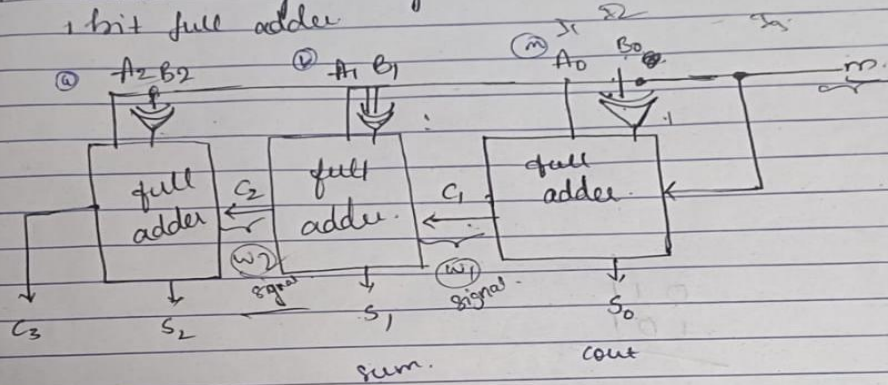 1 bit full adder
A2 B2 A1 B1 A0 B0 m.
full adder
full adder.
full adder.
C2 C1
W2 signal
W1 signal.
C3 S2 S1 S0
sum. cout